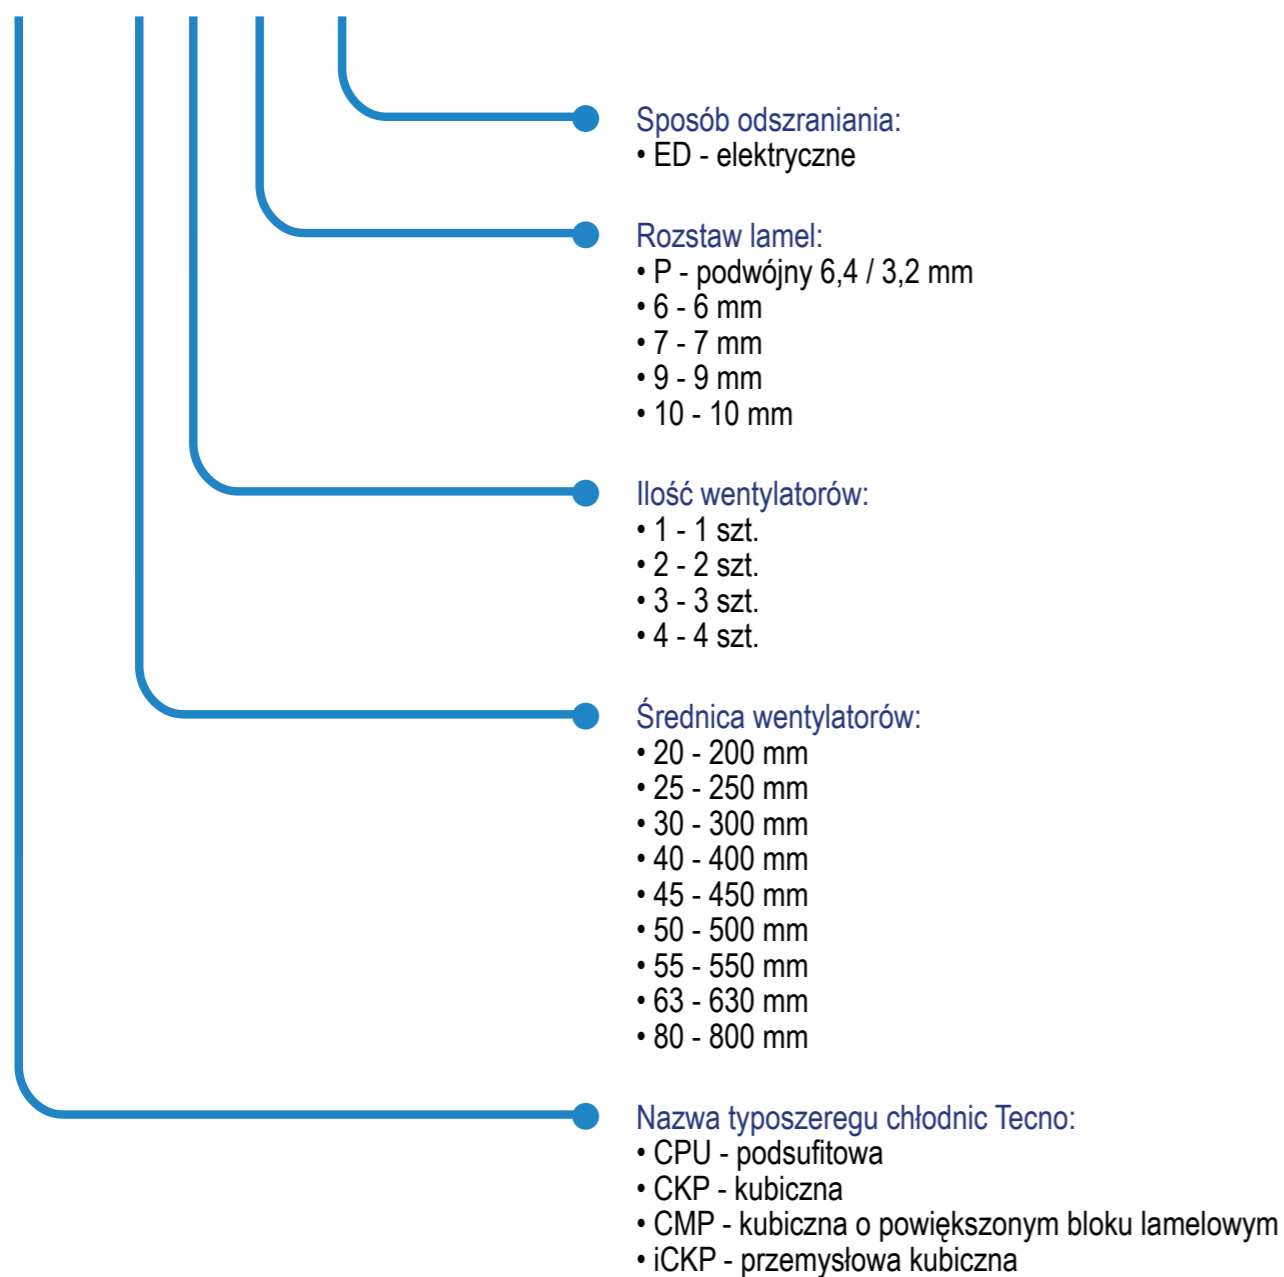 Sposób odszraniania:
• ED - elektryczne
Rozstaw lamel:
• P - podwójny 6,4 / 3,2 mm
• 6 - 6 mm
• 7 - 7 mm
• 9 - 9 mm
• 10 - 10 mm
Ilość wentylatorów:
• 1 - 1 szt.
• 2 - 2 szt.
• 3 - 3 szt.
• 4 - 4 szt.
Średnica wentylatorów:
• 20 - 200 mm
• 25 - 250 mm
• 30 - 300 mm
• 40 - 400 mm
• 45 - 450 mm
• 50 - 500 mm
• 55 - 550 mm
• 63 - 630 mm
• 80 - 800 mm
Nazwa typoszeregu chłodnic Tecno:
• CPU - podsufitowa
• CKP - kubiczna
• CMP - kubiczna o powiększonym bloku lamelowym
• iCKP - przemysłowa kubiczna